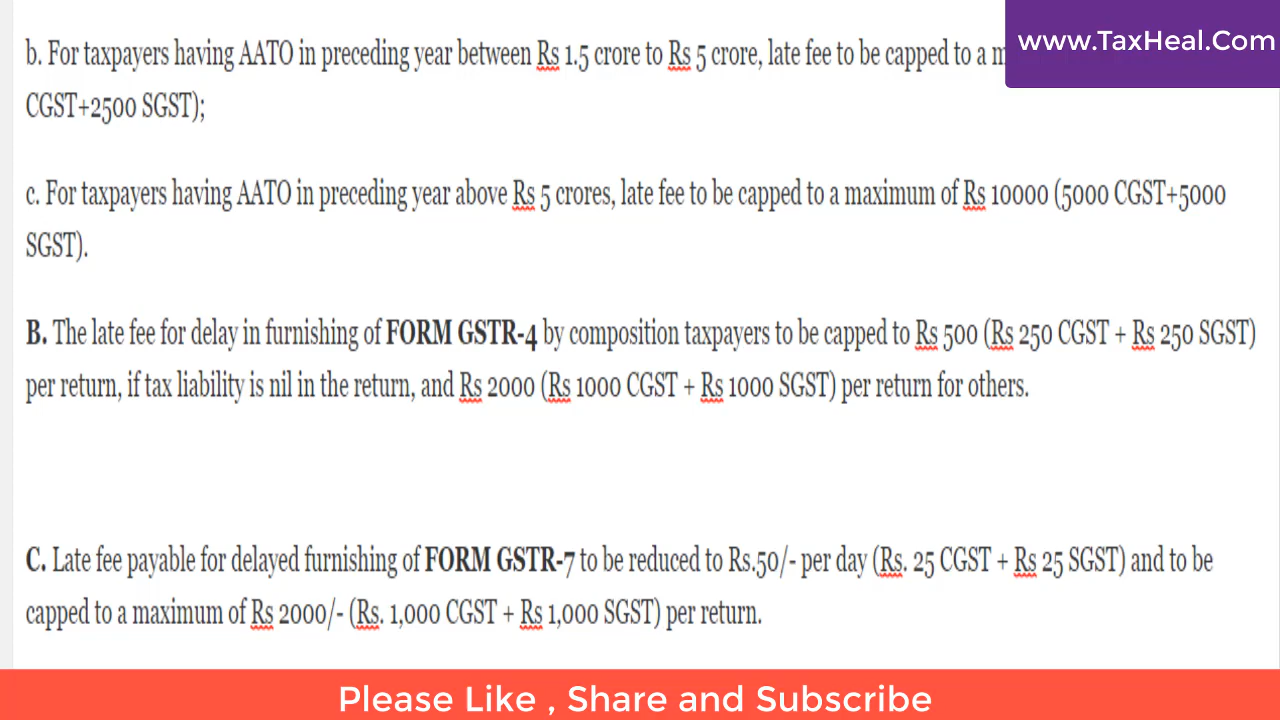 www.TaxHeal.Com
b. For taxpayers having AATO in preceding year between Rs 1.5 crore to Rs 5 crore, late fee to be capped to a
CGST+2500 SGST);
c. For taxpayers having AATO in preceding year above Rs 5 crores, late fee to be capped to a maximum of Rs 10000 (5000 CGST+5000
SGST).
B. The late fee for delay in furnishing of FORM GSTR-4 by composition taxpayers to be capped to Rs 500 (Rs 250 CGST + Rs 250 SGST)
per return, if tax liability is nil in the return, and Rs 2000 (Rs 1000 CGST + Rs 1000 SGST) per return for others.
C. Late fee payable for delayed furnishing of FORM GSTR-7 to be reduced to Rs.50/- per day (Rs. 25 CGST + Rs 25 SGST) and to be
capped to a maximum of Rs 2000/- (Rs. 1,000 CGST + Rs 1,000 SGST) per return.
Please Like , Share and Subscribe